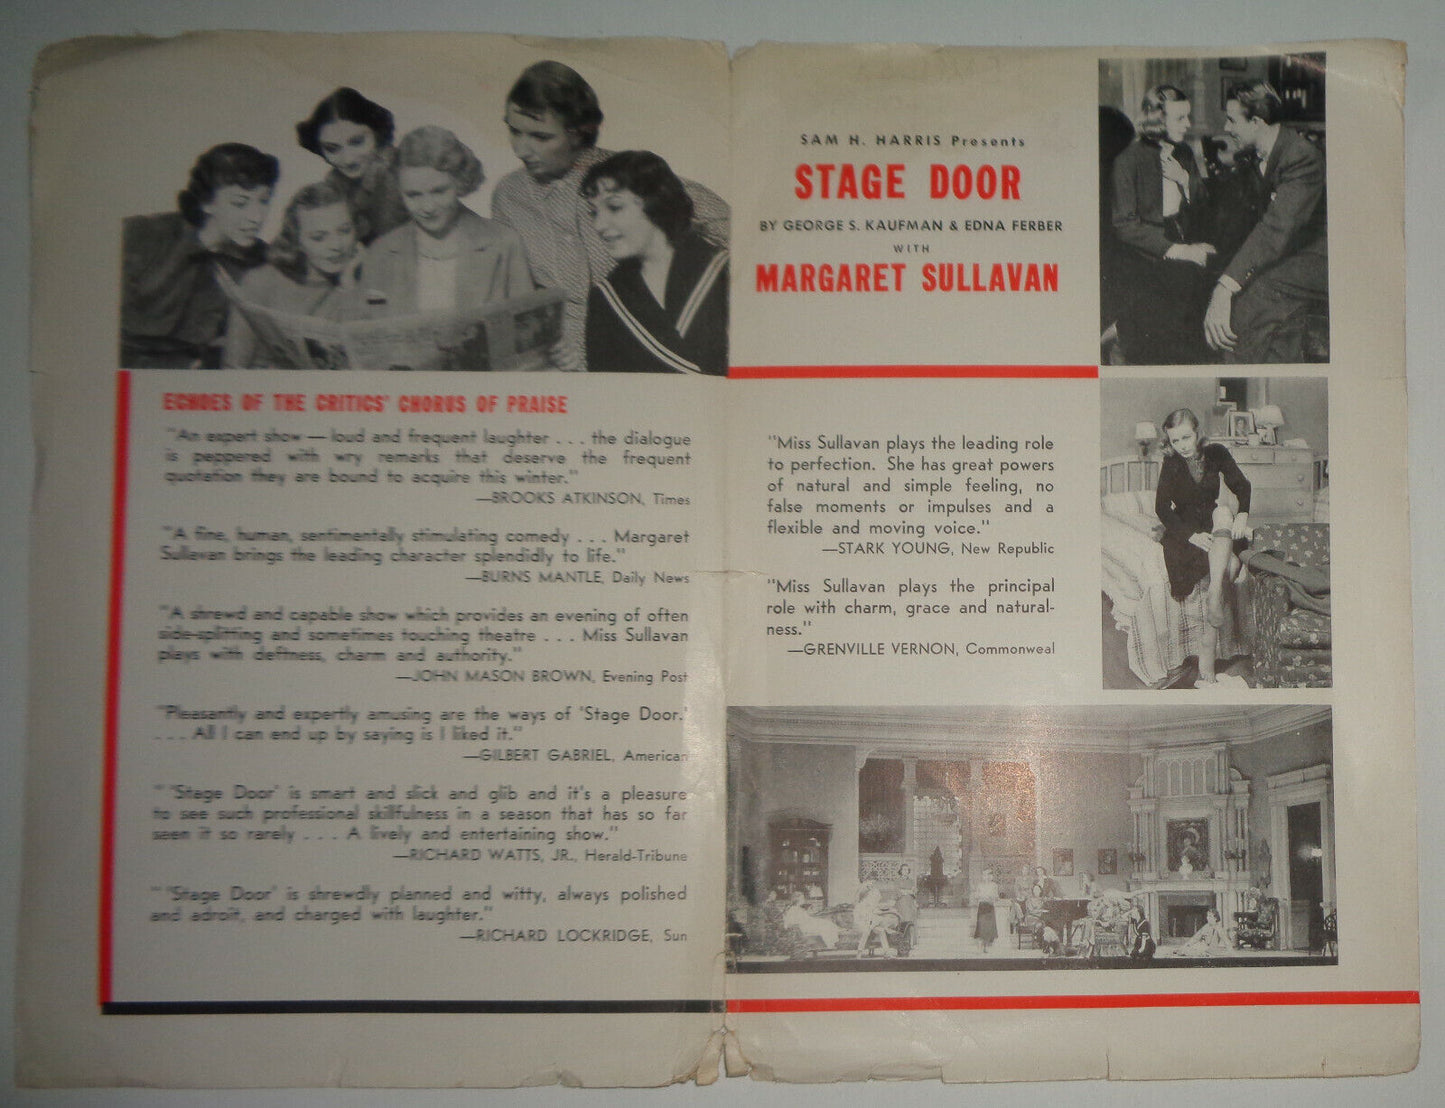 ECHOES OF THE CRITICS' CHORUS OF PRAISE
"An expert show — loud and frequent laughter . . . the dialogue
is peppered with wry remarks that deserve the frequent
quotation they are bound to acquire this winter."
—BROOKS ATKINSON, Times
"A fine, human, sentimentally stimulating comedy . . . Margaret
Sullavan brings the leading character splendidly to life."
—BURNS MANTLE, Daily News
"A shrewd and capable show which provides an evening of often
side-splitting and sometimes touching theatre . . . Miss Sullavan
plays with deftness, charm and authority."
—JOHN MASON BROWN, Evening Post
"Pleasantly and expertly amusing are the ways of 'Stage Door.'
. . . All I can end up by saying is I liked it."
—GILBERT GABRIEL, American
" 'Stage Door' is smart and slick and glib and it's a pleasure
to see such professional skillfulness in a season that has so far
seen it so rarely . . . A lively and entertaining show."
—RICHARD WATTS, JR., Herald-Tribune
" 'Stage Door' is shrewdly planned and witty, always polished
and adroit, and charged with laughter."
—RICHARD LOCKRIDGE, Sun
SAM H. HARRIS Presents
STAGE DOOR
BY GEORGE S. KAUFMAN & EDNA FERBER
WITH
MARGARET SULLAVAN
"Miss Sullavan plays the leading role
to perfection. She has great powers
of natural and simple feeling, no
false moments or impulses and a
flexible and moving voice."
—STARK YOUNG, New Republic
"Miss Sullavan plays the principal
role with charm, grace and natural-
ness."
—GRENVILLE VERNON, Commonweal